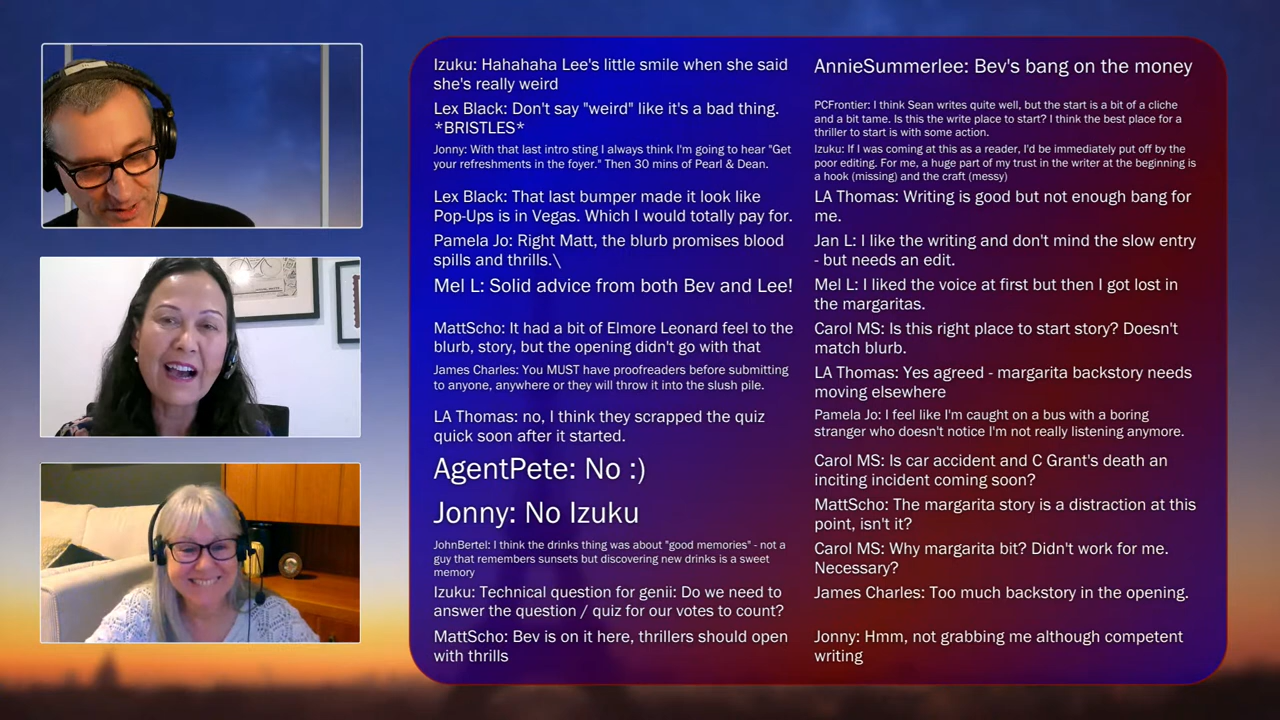 Izuku: Hahahaha Lee's little smile when she said
she's really weird
Lex Black: Don't say "weird" like it's a bad thing.
*BRISTLES*
Jonny: With that last intro sting I always think I'm going to hear "Get
your refreshments in the foyer." Then 30 mins of Pearl & Dean.
Lex Black: That last bumper made it look like
Pop-Ups is in Vegas. Which I would totally pay for.
Pamela Jo: Right Matt, the blurb promises blood
spills and thrills.\
Mel L: Solid advice from both Bev and Lee!
MattScho: It had a bit of Elmore Leonard feel to the
blurb, story, but the opening didn't go with that
James Charles: You MUST have proofreaders before submitting
to anyone, anywhere or they will throw it into the slush pile.
LA Thomas: no, I think they scrapped the quiz
quick soon after it started.
AgentPete: No :)
Jonny: No Izuku
JohnBertel: I think the drinks thing was about "good memories" - not a
guy that remembers sunsets but discovering new drinks is a sweet
memory
Izuku: Technical question for genii: Do we need to
answer the question / quiz for our votes to count?
MattScho: Bev is on it here, thrillers should open
with thrills
AnnieSummerlee: Bev's bang on the money
PCFrontier: I think Sean writes quite well, but the start is a bit of a cliche
and a bit tame. Is this the write place to start? I think the best place for a
thriller to start is with some action.
Izuku: If I was coming at this as a reader, I'd be immediately put off by the
poor editing. For me, a huge part of my trust in the writer at the beginning is
a hook (missing) and the craft (messy)
LA Thomas: Writing is good but not enough bang for
me.
Jan L: I like the writing and don't mind the slow entry
- but needs an edit.
Mel L: I liked the voice at first but then I got lost in
the margaritas.
Carol MS: Is this right place to start story? Doesn't
match blurb.
LA Thomas: Yes agreed - margarita backstory needs
moving elsewhere
Pamela Jo: I feel like I'm caught on a bus with a boring
stranger who doesn't notice I'm not really listening anymore.
Carol MS: Is car accident and C Grant's death an
inciting incident coming soon?
MattScho: The margarita story is a distraction at this
point, isn't it?
Carol MS: Why margarita bit? Didn't work for me.
Necessary?
James Charles: Too much backstory in the opening.
Jonny: Hmm, not grabbing me although competent
writing